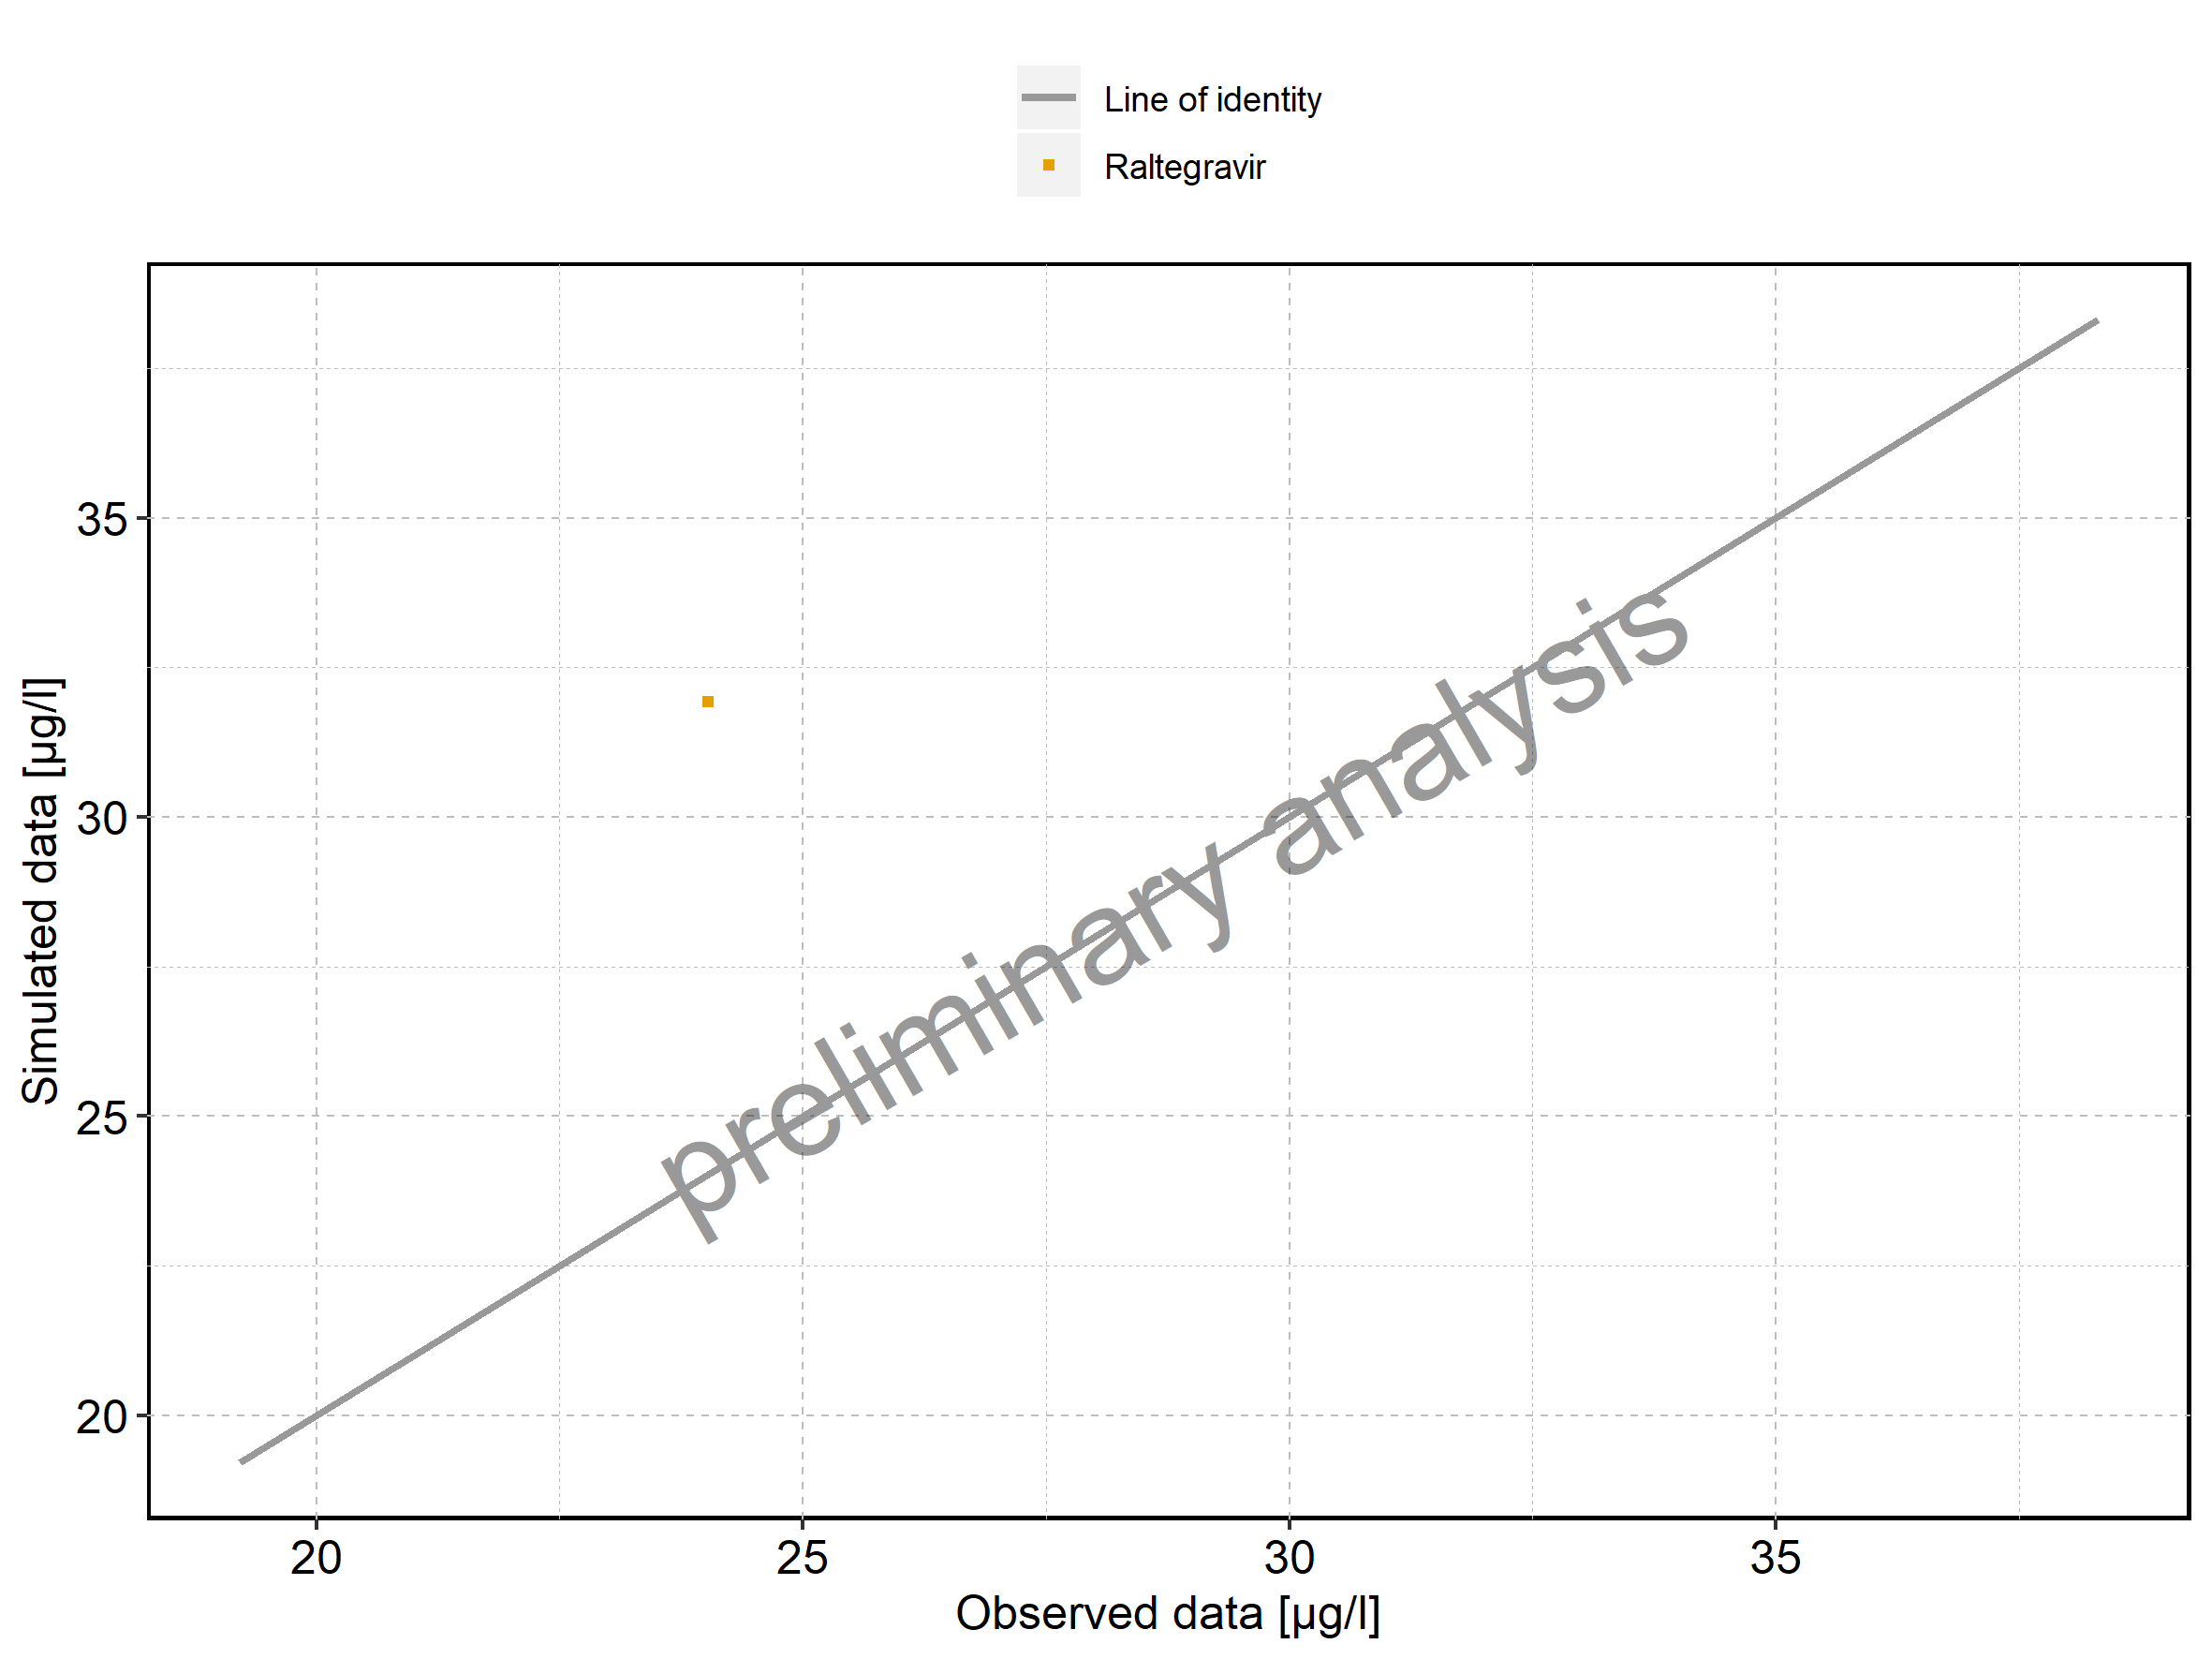 Line of identity
Raltegravir
35
30
25
20
Simulated data [µg/l]
preliminary analysis
20 25 30 35
Observed data [µg/l]